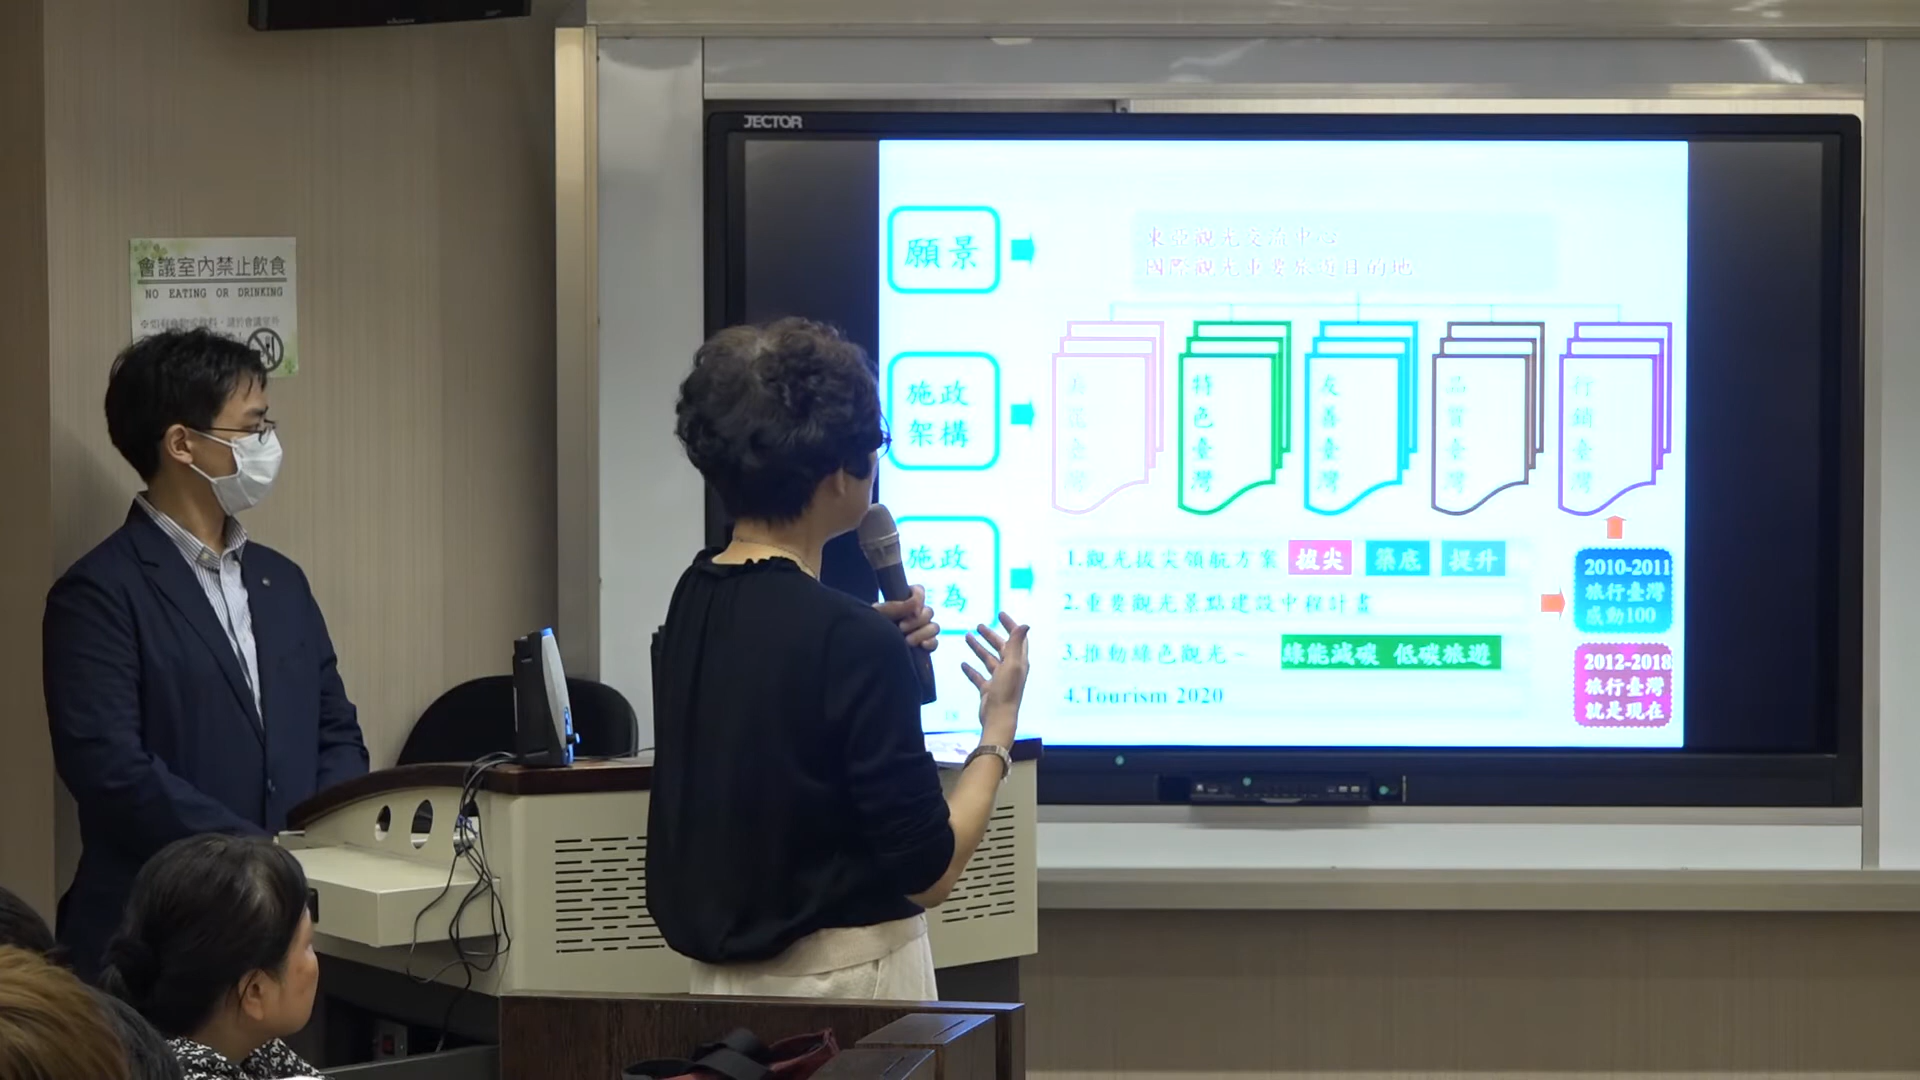 JECTOR
會議室內禁止飲食
NO EATING OR DRINKING
願景
東亞觀光交流中心
國際觀光重要旅遊目的地
施政
架構
特色臺灣
友善臺灣
品質臺灣
行銷臺灣
施政
為
1.觀光拔尖領航方案 拔尖 築底 提升
2.重要觀光景點建設中程計畫
3.推動綠色觀光– 綠能減碳 低碳旅遊
4.Tourism 2020
2010-2011
旅行臺灣
感動100
2012-2018
旅行臺灣
就是現在